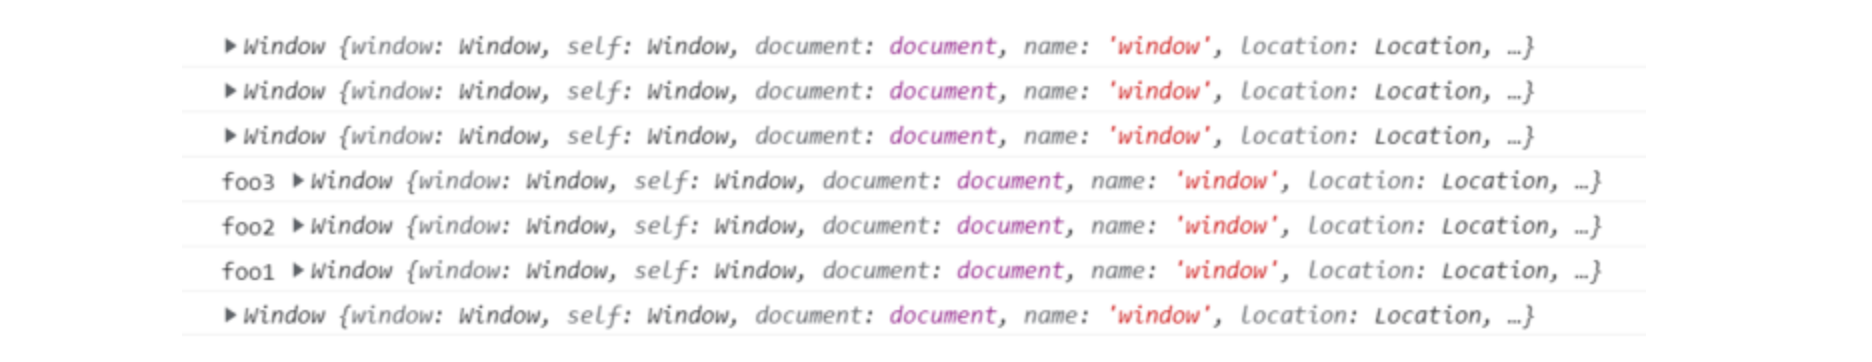 ▶Window {window: Window, self: Window, document: document, name: 'window', location: Location, …}
▶Window {window: Window, self: Window, document: document, name: 'window', location: Location, …}
▶Window {window: Window, self: Window, document: document, name: 'window', location: Location, …}
foo3 ▶Window {window: Window, self: Window, document: document, name: 'window', location: Location, …}
foo2 ▶Window {window: Window, self: Window, document: document, name: 'window', location: Location, …}
foo1 ▶Window {window: Window, self: Window, document: document, name: 'window', location: Location, …}
▶Window {window: Window, self: Window, document: document, name: 'window', location: Location, …}